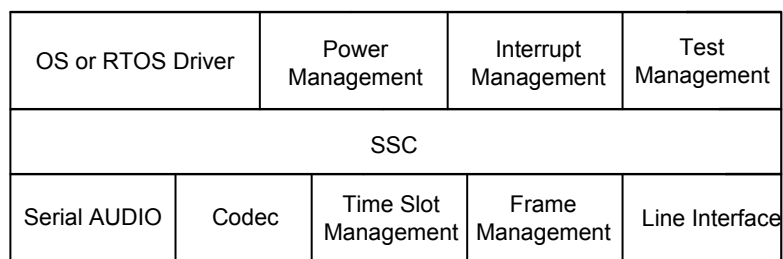 OS or RTOS Driver
Power
Management
Interrupt
Management
Test
Management
SSC
Serial AUDIO
Codec
Time Slot
Management
Frame
Management
Line Interface